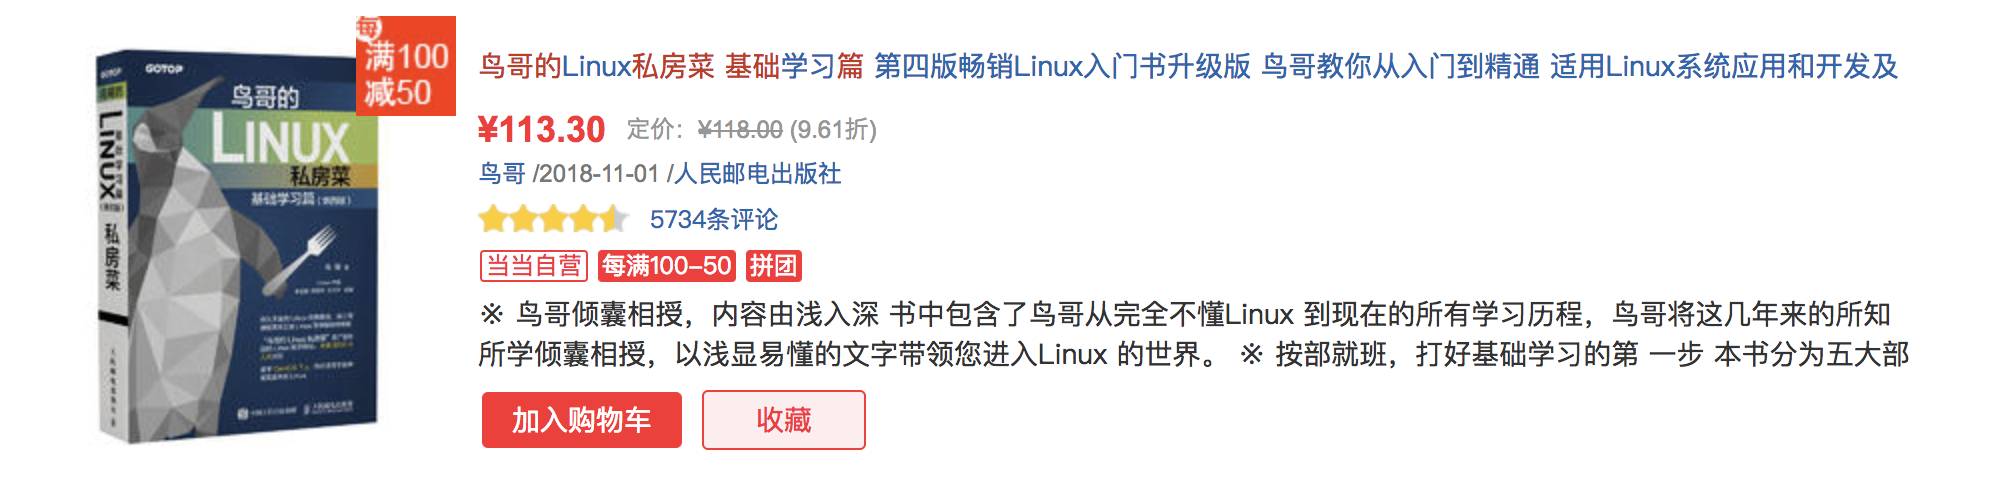 每
满100
减50
GOTOP
鸟哥的
LINUX
私房菜
基础学习篇(第四版)
LINUX
私房菜
鸟哥的Linux私房菜 基础学习篇 第四版畅销Linux入门书升级版 鸟哥教你从入门到精通 适用Linux系统应用和开发及
¥113.30 定价：¥118.00 (9.61折)
鸟哥 /2018-11-01 /人民邮电出版社
5734条评论
当当自营 每满100-50 拼团
※ 鸟哥倾囊相授，内容由浅入深 书中包含了鸟哥从完全不懂Linux 到现在的所有学习历程，鸟哥将这几年来的所知
所学倾囊相授，以浅显易懂的文字带领您进入Linux 的世界。 ※ 按部就班，打好基础学习的第 一步 本书分为五大部
加入购物车 收藏